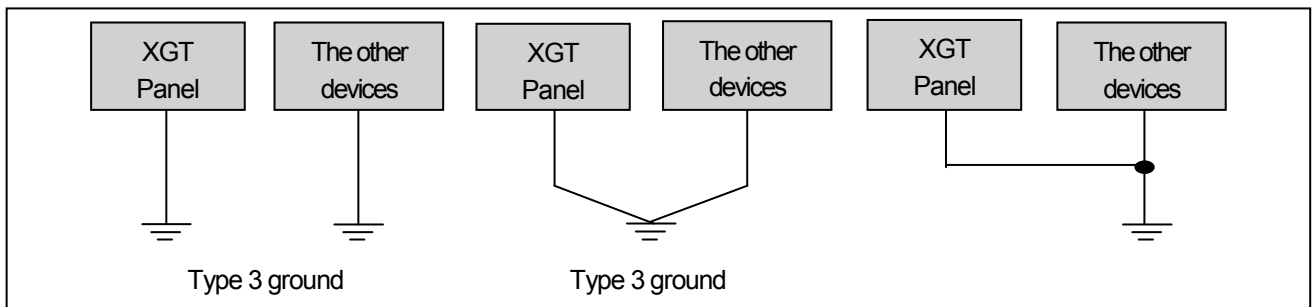 XGT
Panel
The other
devices
XGT
Panel
The other
devices
XGT
Panel
The other
devices
Type 3 ground
Type 3 ground